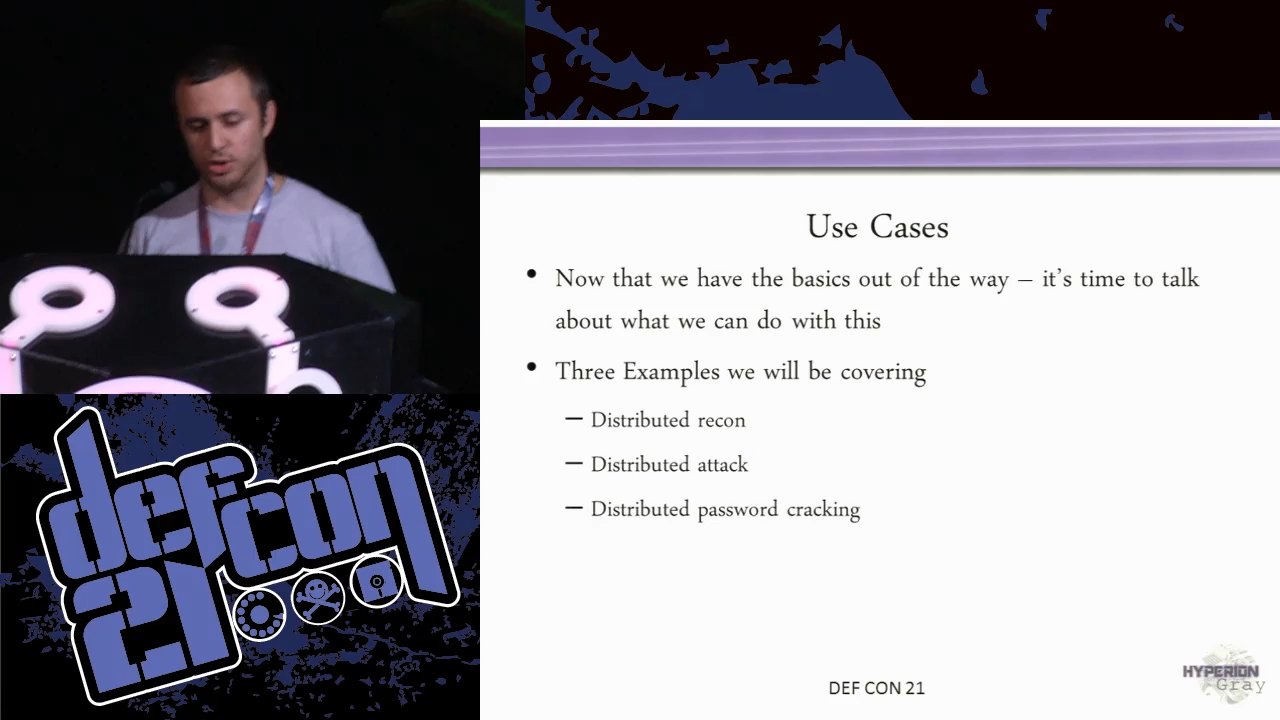 Use Cases
• Now that we have the basics out of the way – it's time to talk
about what we can do with this
• Three Examples we will be covering
– Distributed recon
– Distributed attack
– Distributed password cracking
DEF CON 21
HYPERION
Gray
defcon
21